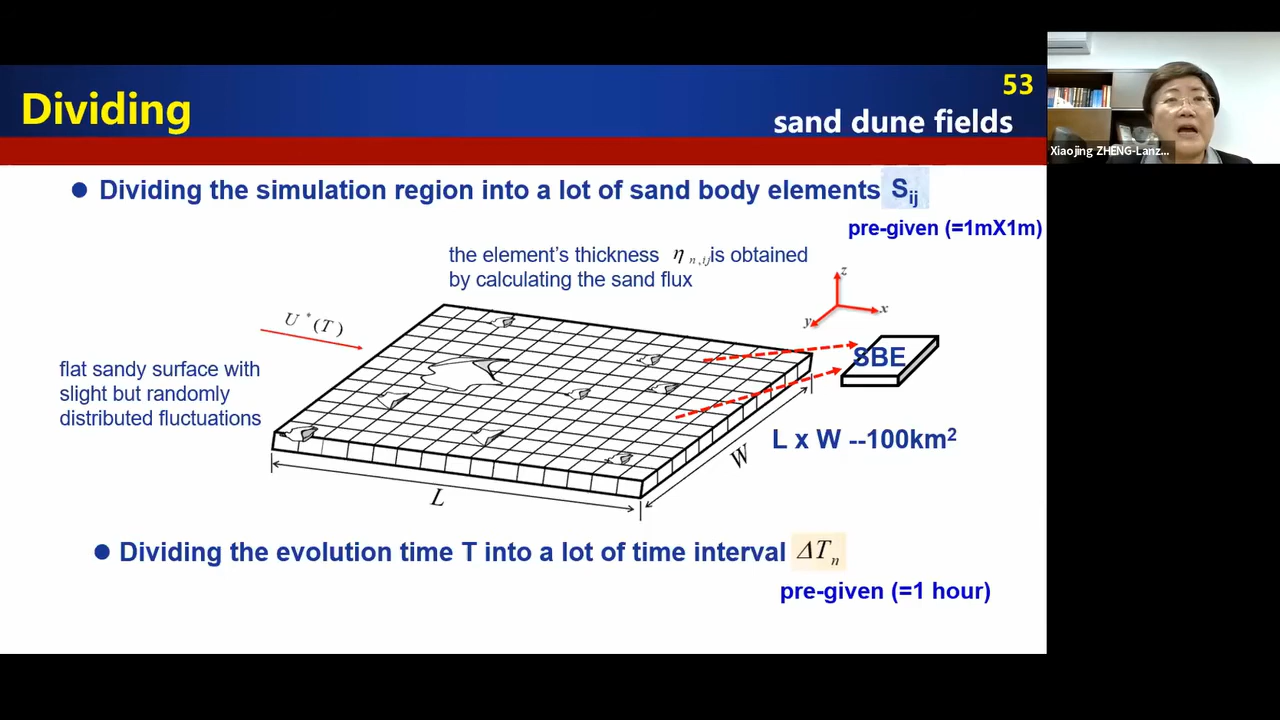 53
Dividing
sand dune fields
Xiaojing ZHENG-Lanz...
● Dividing the simulation region into a lot of sand body elements Sij
pre-given (=1mX1m)
the element's thickness η n,ij is obtained
by calculating the sand flux
z
x
y
U*(T)
SBE
flat sandy surface with
slight but randomly
distributed fluctuations
L x W --100km²
W
L
● Dividing the evolution time T into a lot of time interval ΔTn
pre-given (=1 hour)